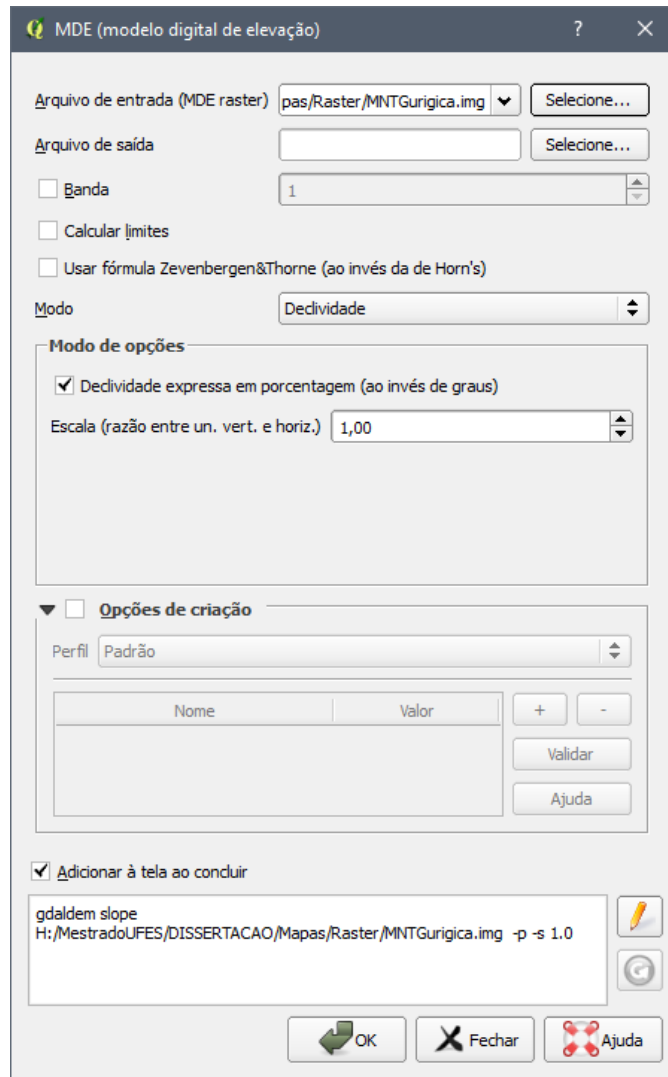 MDE (modelo digital de elevação) ?
Arquivo de entrada (MDE raster) pas/Raster/MNTGurigica.img Selecione...
Arquivo de saída Selecione...
Banda 1
Calcular limites
Usar fórmula Zevenbergen&Thorne (ao invés da de Horn's)
Modo Declividade
Modo de opções
Declividade expressa em porcentagem (ao invés de graus)
Escala (razão entre un. vert. e horiz.) 1,00
Opções de criação
Perfil Padrão
Nome Valor + -
Validar
Ajuda
Adicionar à tela ao concluir
gdaldem slope
H:/MestradoUFES/DISSERTACAO/Mapas/Raster/MNTGurigica.img -p -s 1.0
OK Fechar Ajuda